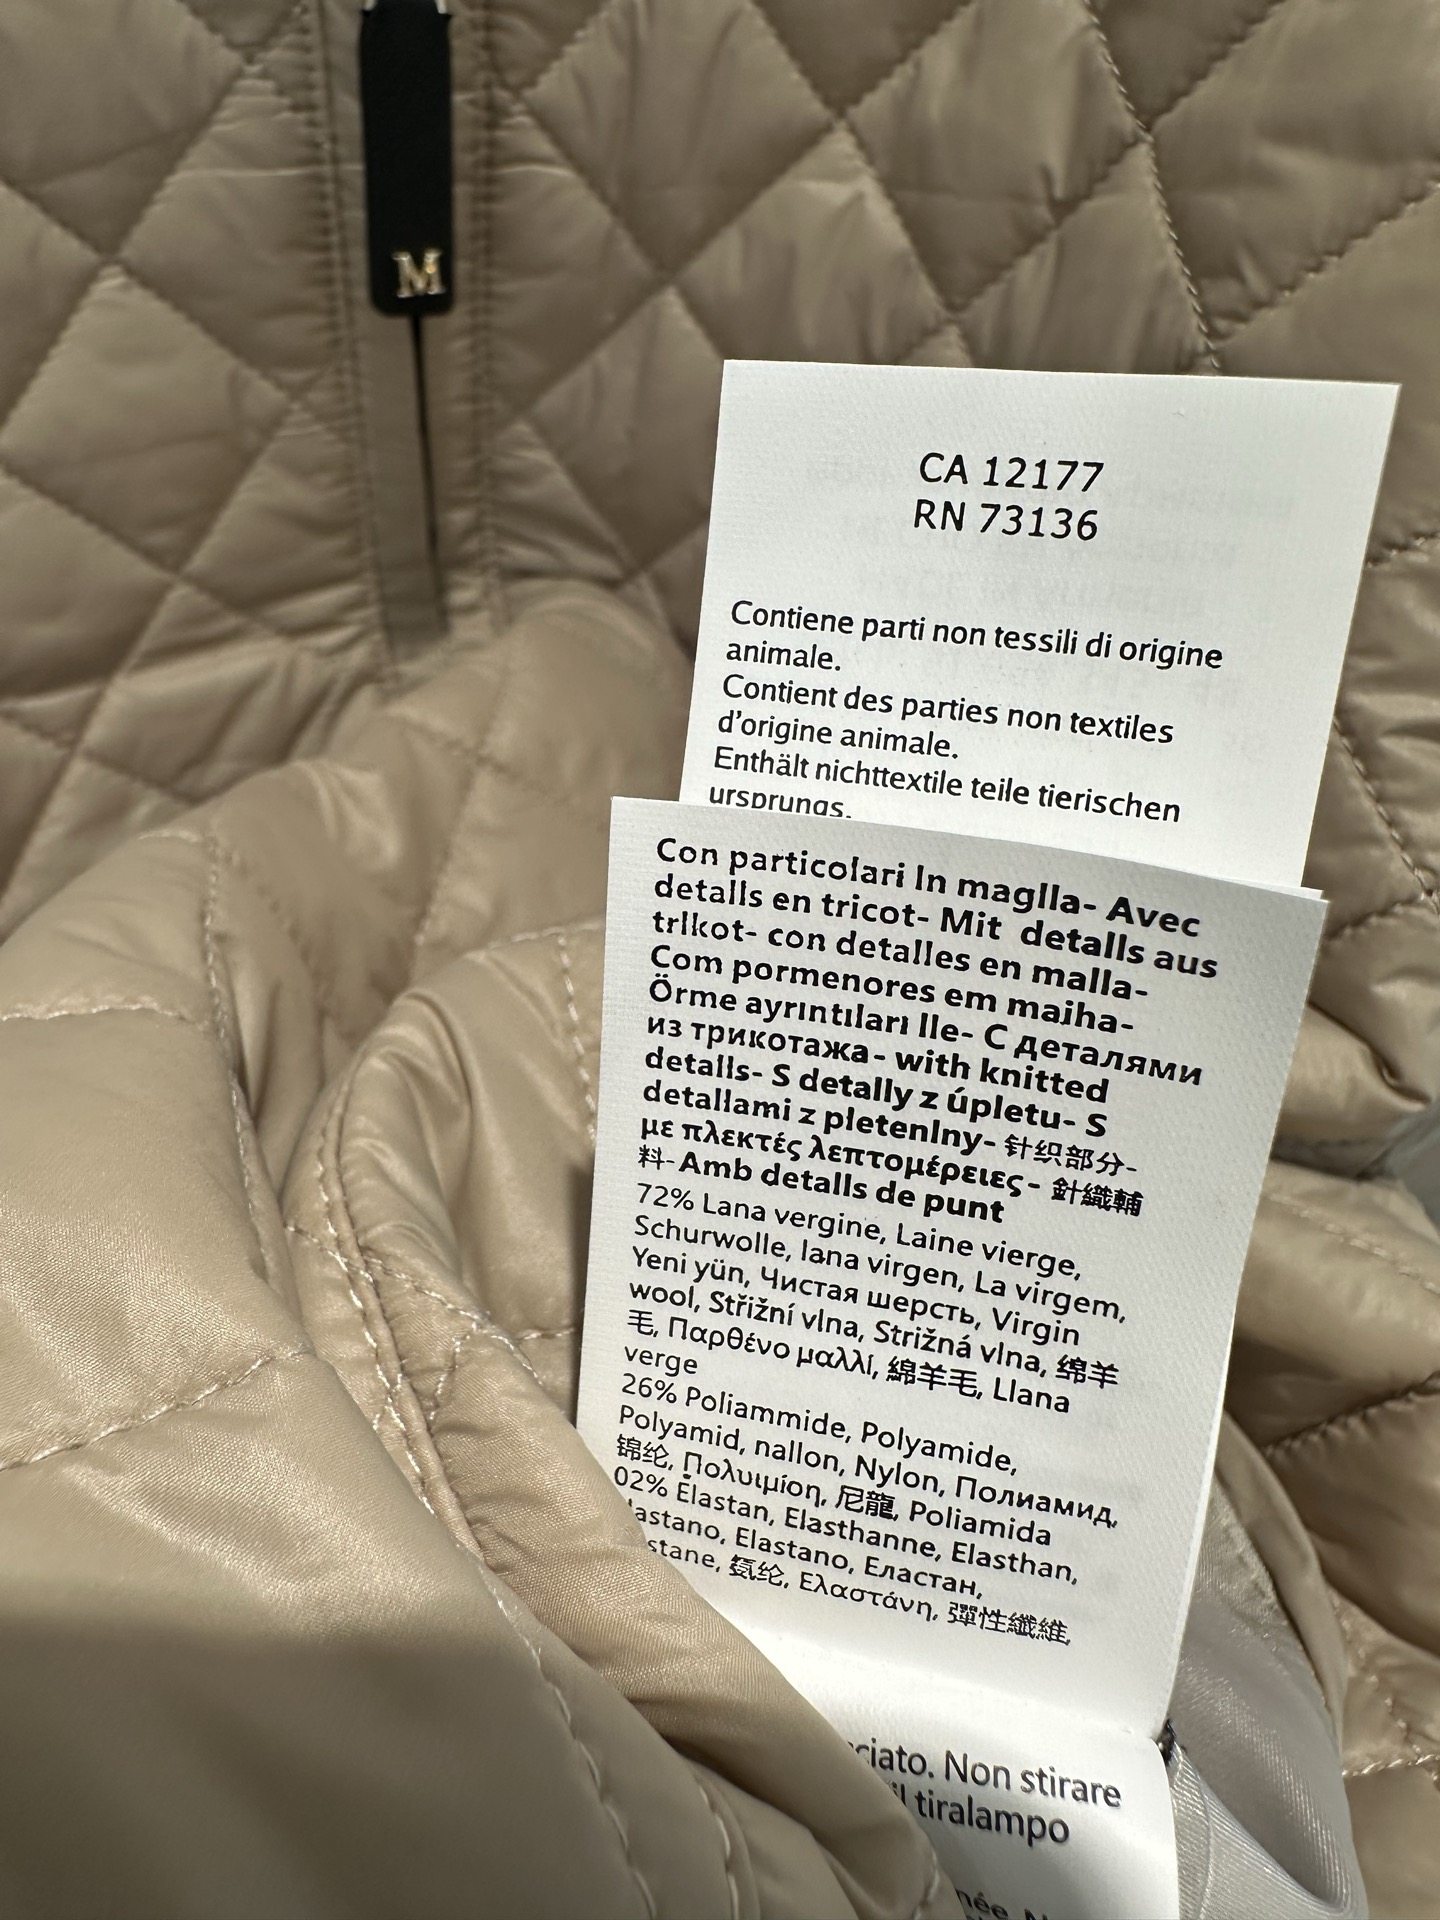 M
CA 12177
RN 73136
Contiene parti non tessili di origine
animale.
Contient des parties non textiles
d'origine animale.
Enthält nichttextile teile tierischen
ursprungs.
Con particolari ln maglla- Avec
detalls en tricot- Mit detalls aus
trlkot- con detalles en malla-
Com pormenores em maiha-
Örme ayrıntıları lle- С деталями
из трикотажа- with knitted
detalls- S detally z úpletu- S
detallami z pletenlny- 针织部分-
με πλεκτές λεπτομέρειες- 針織輔
料-Amb detalls de punt
72% Lana vergine, Laine vierge,
Schurwolle, lana virgen, La virgem,
Yeni yün, Чистая шерсть, Virgin
wool, Střižní vlna, Strižná vlna, 绵羊
毛, Παρθένο μαλλί, 綿羊毛, Llana
verge
26% Poliammide, Polyamide,
Polyamid, nallon, Nylon, Полиамид,
锦纶, Πολυιμίοη, 尼龍, Poliamida
02% Elastan, Elasthanne, Elasthan,
lastano, Elastano, Еластан,
stane, 氨纶, Ελαστάνη, 彈性纖維,
ciato. Non stirare
il tiralampo
née.